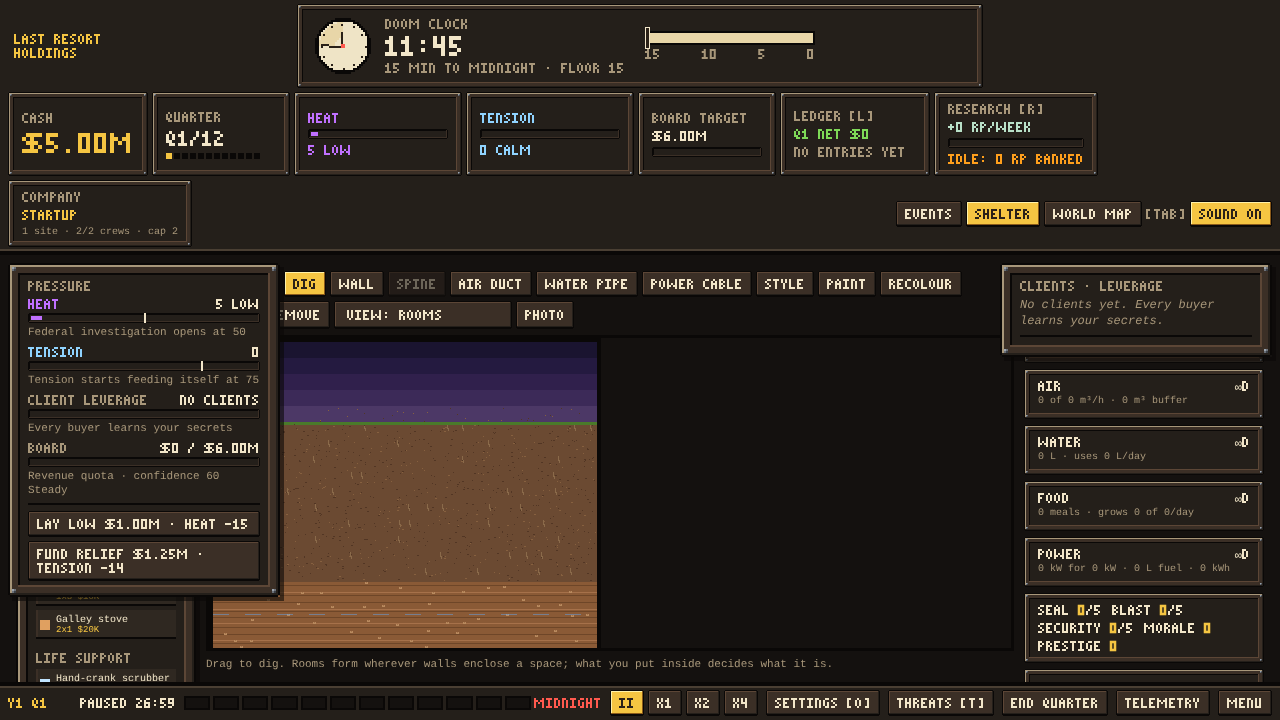 LAST RESORT
HOLDINGS
DOOM CLOCK
11:45
15 MIN TO MIDNIGHT · FLOOR 15
15 10 5 0
CASH
$5.00M
QUARTER
Q1/12
HEAT
5 LOW
TENSION
0 CALM
BOARD TARGET
$6.00M
LEDGER [L]
Q1 NET $0
NO ENTRIES YET
RESEARCH [R]
+0 RP/WEEK
IDLE: 0 RP BANKED
COMPANY
STARTUP
1 site · 2/2 crews · cap 2
EVENTS
SHELTER
WORLD MAP
[TAB]
SOUND ON
PRESSURE
HEAT 5 LOW
Federal investigation opens at 50
TENSION 0
Tension starts feeding itself at 75
CLIENT LEVERAGE NO CLIENTS
Every buyer learns your secrets
BOARD $0 / $6.00M
Revenue quota · confidence 60
Steady
LAY LOW $1.00M · HEAT -15
FUND RELIEF $1.25M ·
TENSION -14
DIG
WALL
SPINE
AIR DUCT
WATER PIPE
POWER CABLE
STYLE
PAINT
RECOLOUR
MOVE
VIEW: ROOMS
PHOTO
CLIENTS · LEVERAGE
No clients yet. Every buyer
learns your secrets.
AIR ∞D
0 of 0 m³/h · 0 m³ buffer
WATER ∞D
0 L · uses 0 L/day
FOOD ∞D
0 meals · grows 0 of 0/day
POWER ∞D
0 kW for 0 kW · 0 L fuel · 0 kWh
SEAL 0/5 BLAST 0/5
SECURITY 0/5 MORALE 0
PRESTIGE 0
Galley stove
2x1 $20K
LIFE SUPPORT
Hand-crank scrubber
Drag to dig. Rooms form wherever walls enclose a space; what you put inside decides what it is.
Y1 Q1
PAUSED 26:59
MIDNIGHT
II
X1
X2
X4
SETTINGS [O]
THREATS [T]
END QUARTER
TELEMETRY
MENU